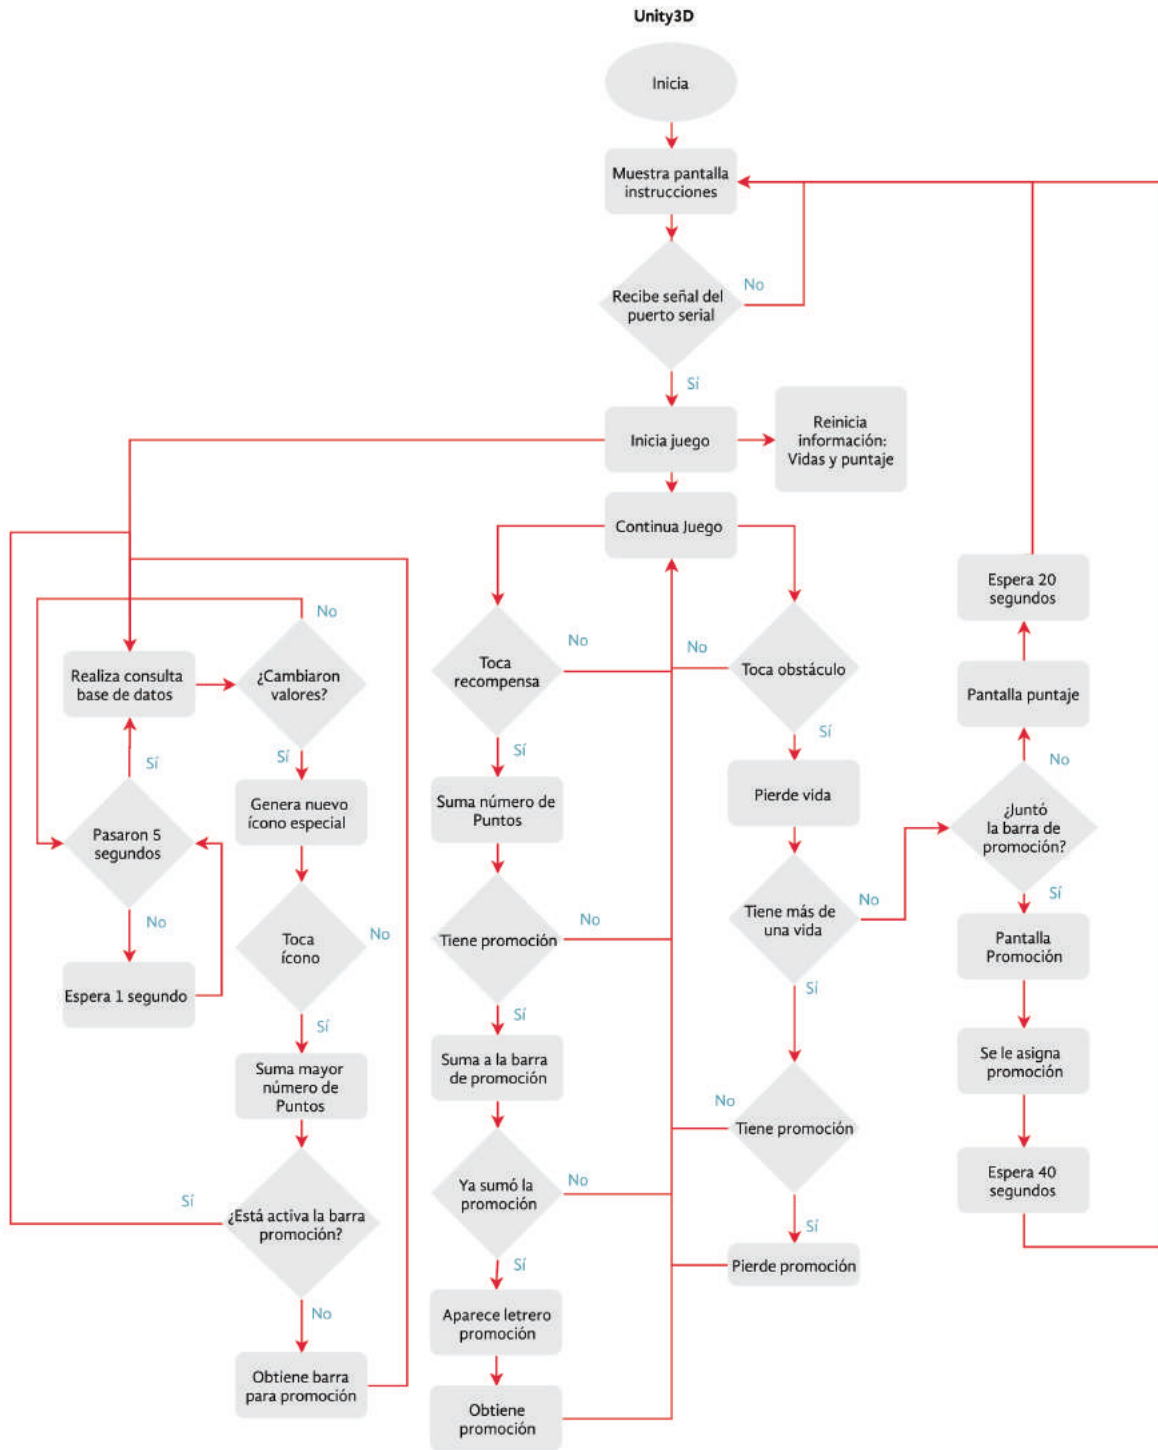 Unity3D
Inicia
Muestra pantalla
instrucciones
No
Recibe señal del
puerto serial
Sí
Inicia juego
Reinicia
información:
Vidas y puntaje
Continua Juego
Espera 20
segundos
No
¿Cambiaron
valores?
Realiza consulta
base de datos
Sí
Sí
Genera nuevo
ícono especial
Pasaron 5
segundos
No
Espera 1 segundo
Toca
ícono
No
Sí
Suma mayor
número de
Puntos
Sí
¿Está activa la barra
promoción?
No
Obtiene barra
para promoción
Toca
recompensa
No
Sí
Suma número de
Puntos
Tiene promoción
No
Sí
Suma a la barra
de promoción
Ya sumó la
promoción
No
Sí
Aparece letrero
promoción
Obtiene
promoción
No
Toca obstáculo
Sí
Pierde vida
Tiene más de
una vida
No
Sí
No
Tiene promoción
Sí
Pierde promoción
Pantalla puntaje
No
¿Juntó
la barra de
promoción?
Sí
Pantalla
Promoción
Se le asigna
promoción
Espera 40
segundos